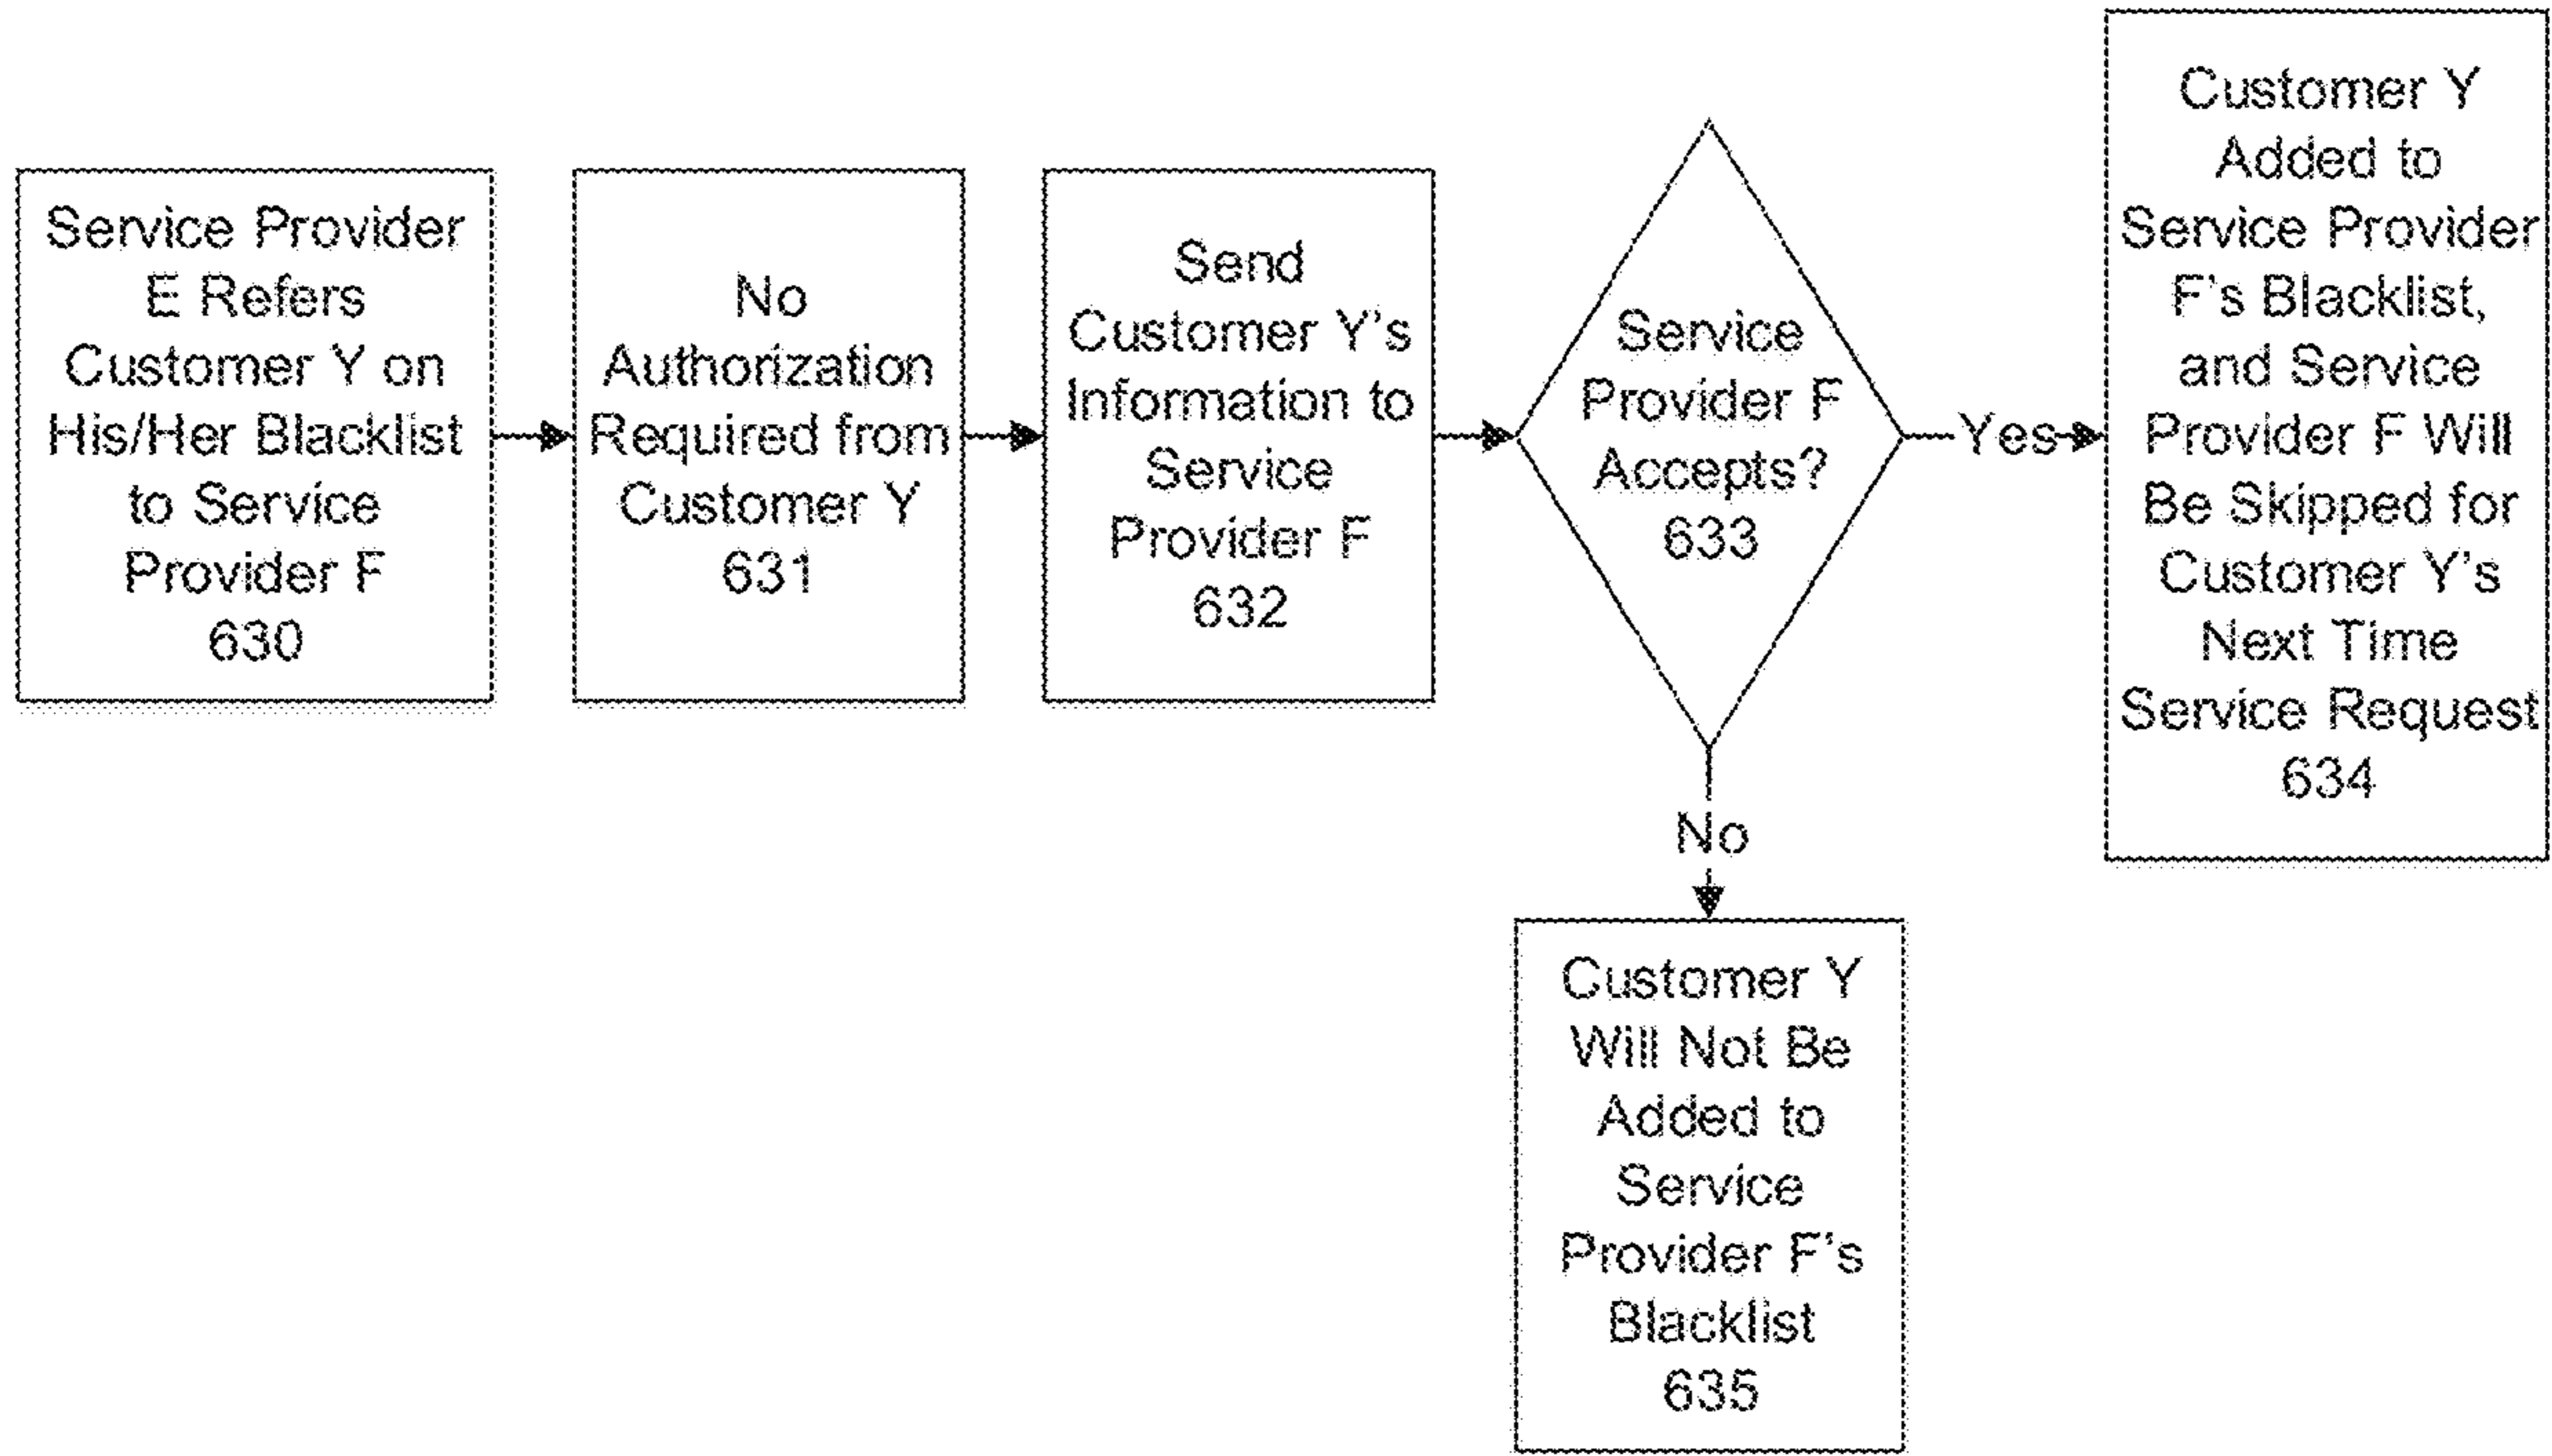 Service Provider
E Refers
Customer Y on
His/Her Blacklist
to Service
Provider F
630
No
Authorization
Required from
Customer Y
631
Send
Customer Y's
Information to
Service
Provider F
632
Service
Provider F
Accepts?
633
Yes
Customer Y
Added to
Service Provider
F's Blacklist,
and Service
Provider F Will
Be Skipped for
Customer Y's
Next Time
Service Request
634
No
Customer Y
Will Not Be
Added to
Service
Provider F's
Blacklist
635